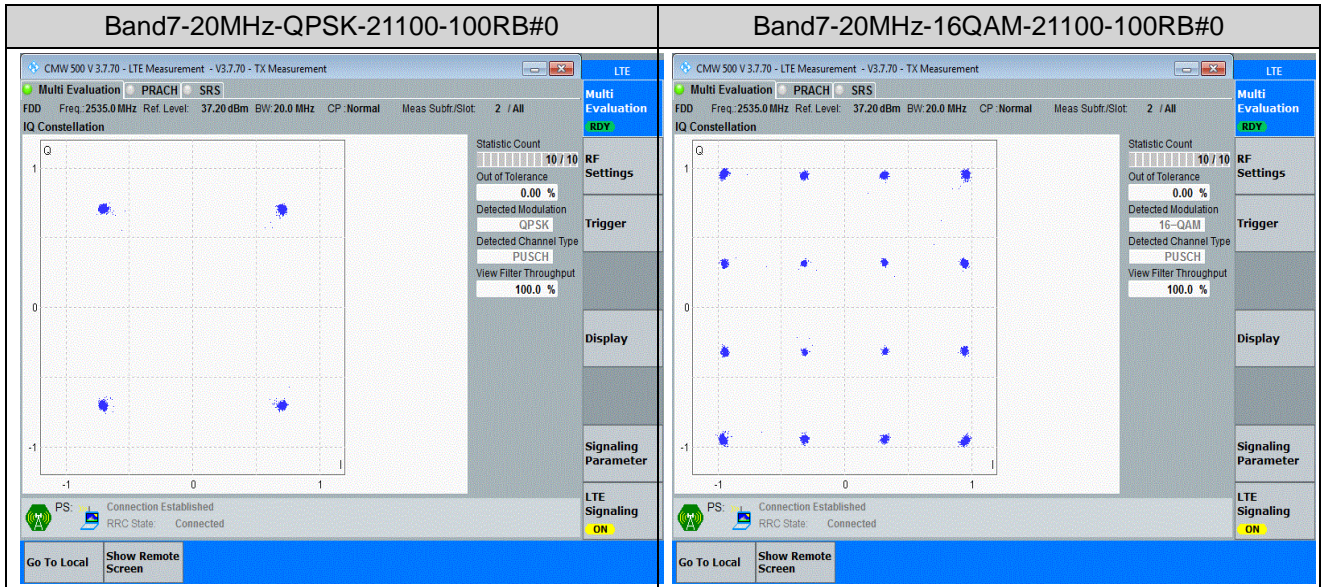 Band7-20MHz-QPSK-21100-100RB#0
CMW 500 V 3.7.70 - LTE Measurement - V3.7.70 - TX Measurement
LTE
Multi Evaluation PRACH SRS
Multi
Evaluation
RDY
FDD Freq.:2535.0 MHz Ref. Level: 37.20 dBm BW:20.0 MHz CP :Normal Meas Subfr./Slot: 2 / All
IQ Constellation
Q
1
0
-1
-1 0 1
I
Statistic Count
10 / 10
Out of Tolerance
0.00 %
Detected Modulation
QPSK
Detected Channel Type
PUSCH
View Filter Throughput
100.0 %
RF
Settings
Trigger
Display
Signaling
Parameter
LTE
Signaling
ON
PS: Connection Established
RRC State: Connected
Go To Local
Show Remote
Screen
Band7-20MHz-16QAM-21100-100RB#0
CMW 500 V 3.7.70 - LTE Measurement - V3.7.70 - TX Measurement
LTE
Multi Evaluation PRACH SRS
Multi
Evaluation
RDY
FDD Freq.:2535.0 MHz Ref. Level: 37.20 dBm BW:20.0 MHz CP :Normal Meas Subfr./Slot: 2 / All
IQ Constellation
Q
1
0
-1
-1 0 1
I
Statistic Count
10 / 10
Out of Tolerance
0.00 %
Detected Modulation
16-QAM
Detected Channel Type
PUSCH
View Filter Throughput
100.0 %
RF
Settings
Trigger
Display
Signaling
Parameter
LTE
Signaling
ON
PS: Connection Established
RRC State: Connected
Go To Local
Show Remote
Screen